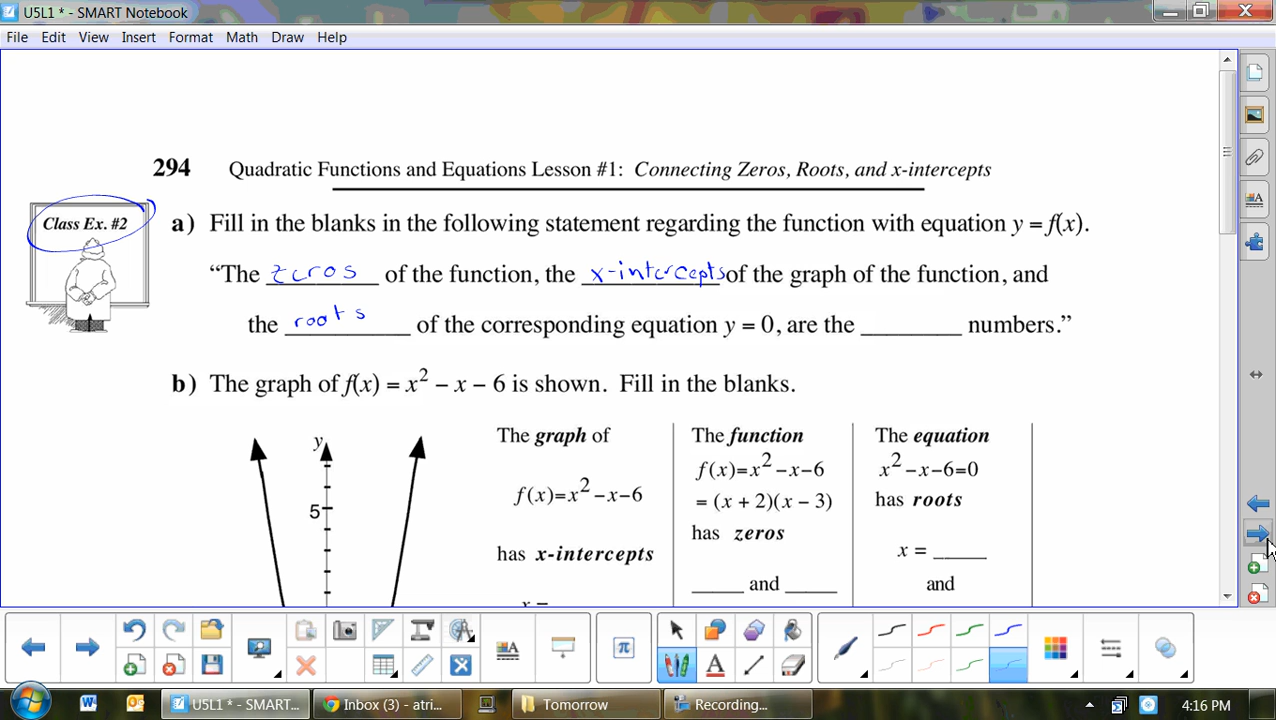 U5L1 * - SMART Notebook
File Edit View Insert Format Math Draw Help
294 Quadratic Functions and Equations Lesson #1: Connecting Zeros, Roots, and x-intercepts
Class Ex. #2
a) Fill in the blanks in the following statement regarding the function with equation y = f(x).
“The zeros of the function, the x-intercepts of the graph of the function, and
the roots of the corresponding equation y = 0, are the ________ numbers.”
b) The graph of f(x) = x² – x – 6 is shown. Fill in the blanks.
y
5
The graph of
f(x)=x²–x–6
has x-intercepts
x =
The function
f(x)=x²–x–6
= (x + 2)(x – 3)
has zeros
_____ and _____
The equation
x²–x–6=0
has roots
x = _____
and
π
A
U5L1 * - SMART...
Inbox (3) - atri...
Tomorrow
Recording...
4:16 PM